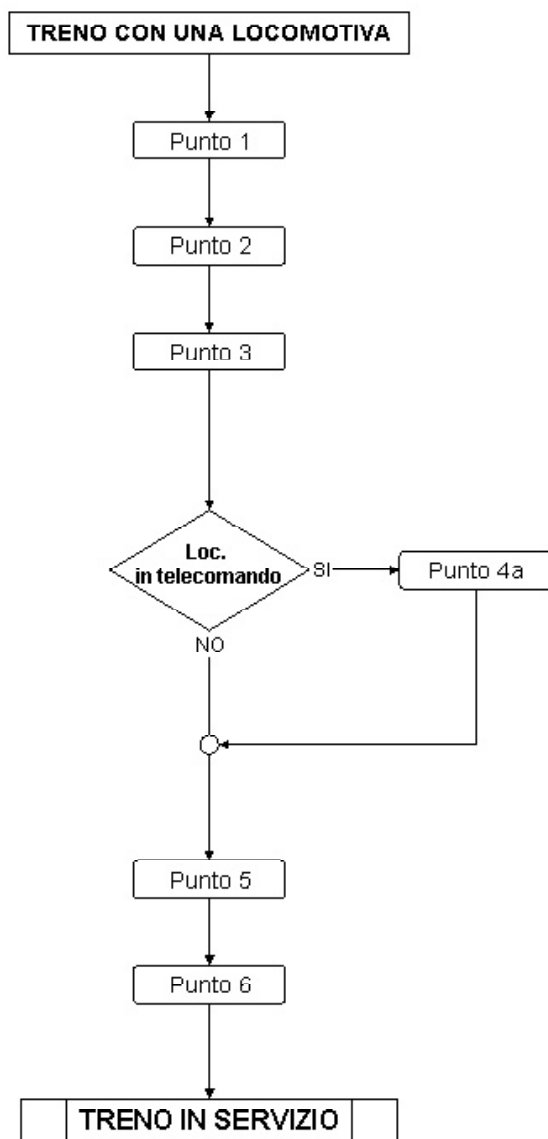 TRENO CON UNA LOCOMOTIVA
Punto 1
Punto 2
Punto 3
Loc.
in telecomando
SI
Punto 4a
NO
Punto 5
Punto 6
TRENO IN SERVIZIO